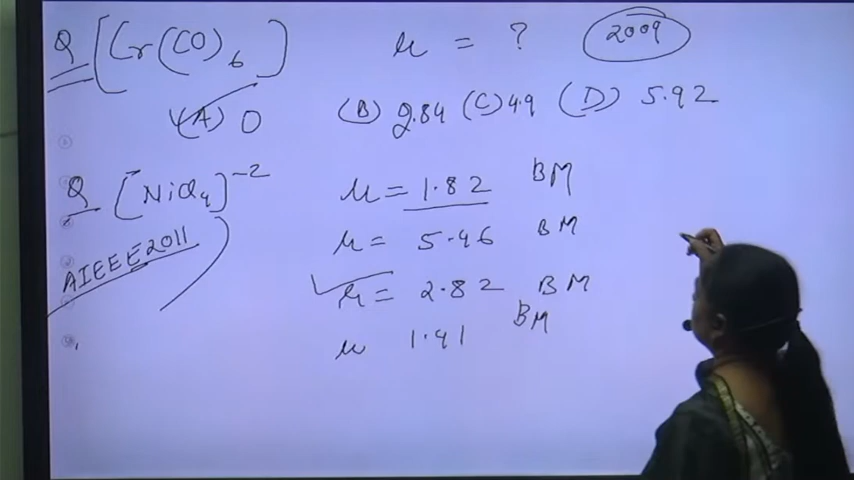 Q [Cr(CO)6] μ = ? 2009
(A) 0 (B) 2.84 (C) 4.9 (D) 5.92
Q [NiCl4]-2 μ = 1.82 BM
AIEEE 2011 μ = 5.46 BM
μ = 2.82 BM
μ 1.41 BM